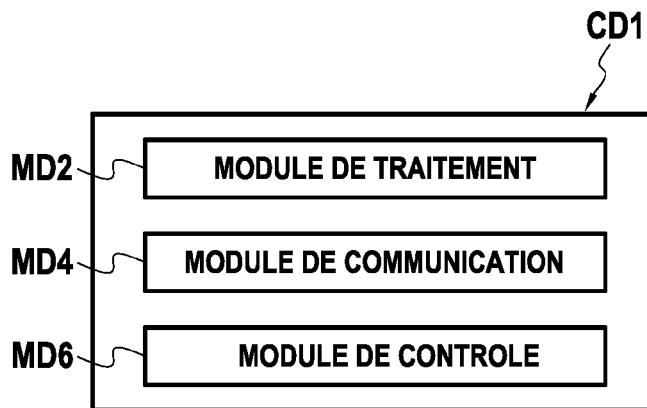 CD1
MD2 MODULE DE TRAITEMENT
MD4 MODULE DE COMMUNICATION
MD6 MODULE DE CONTROLE